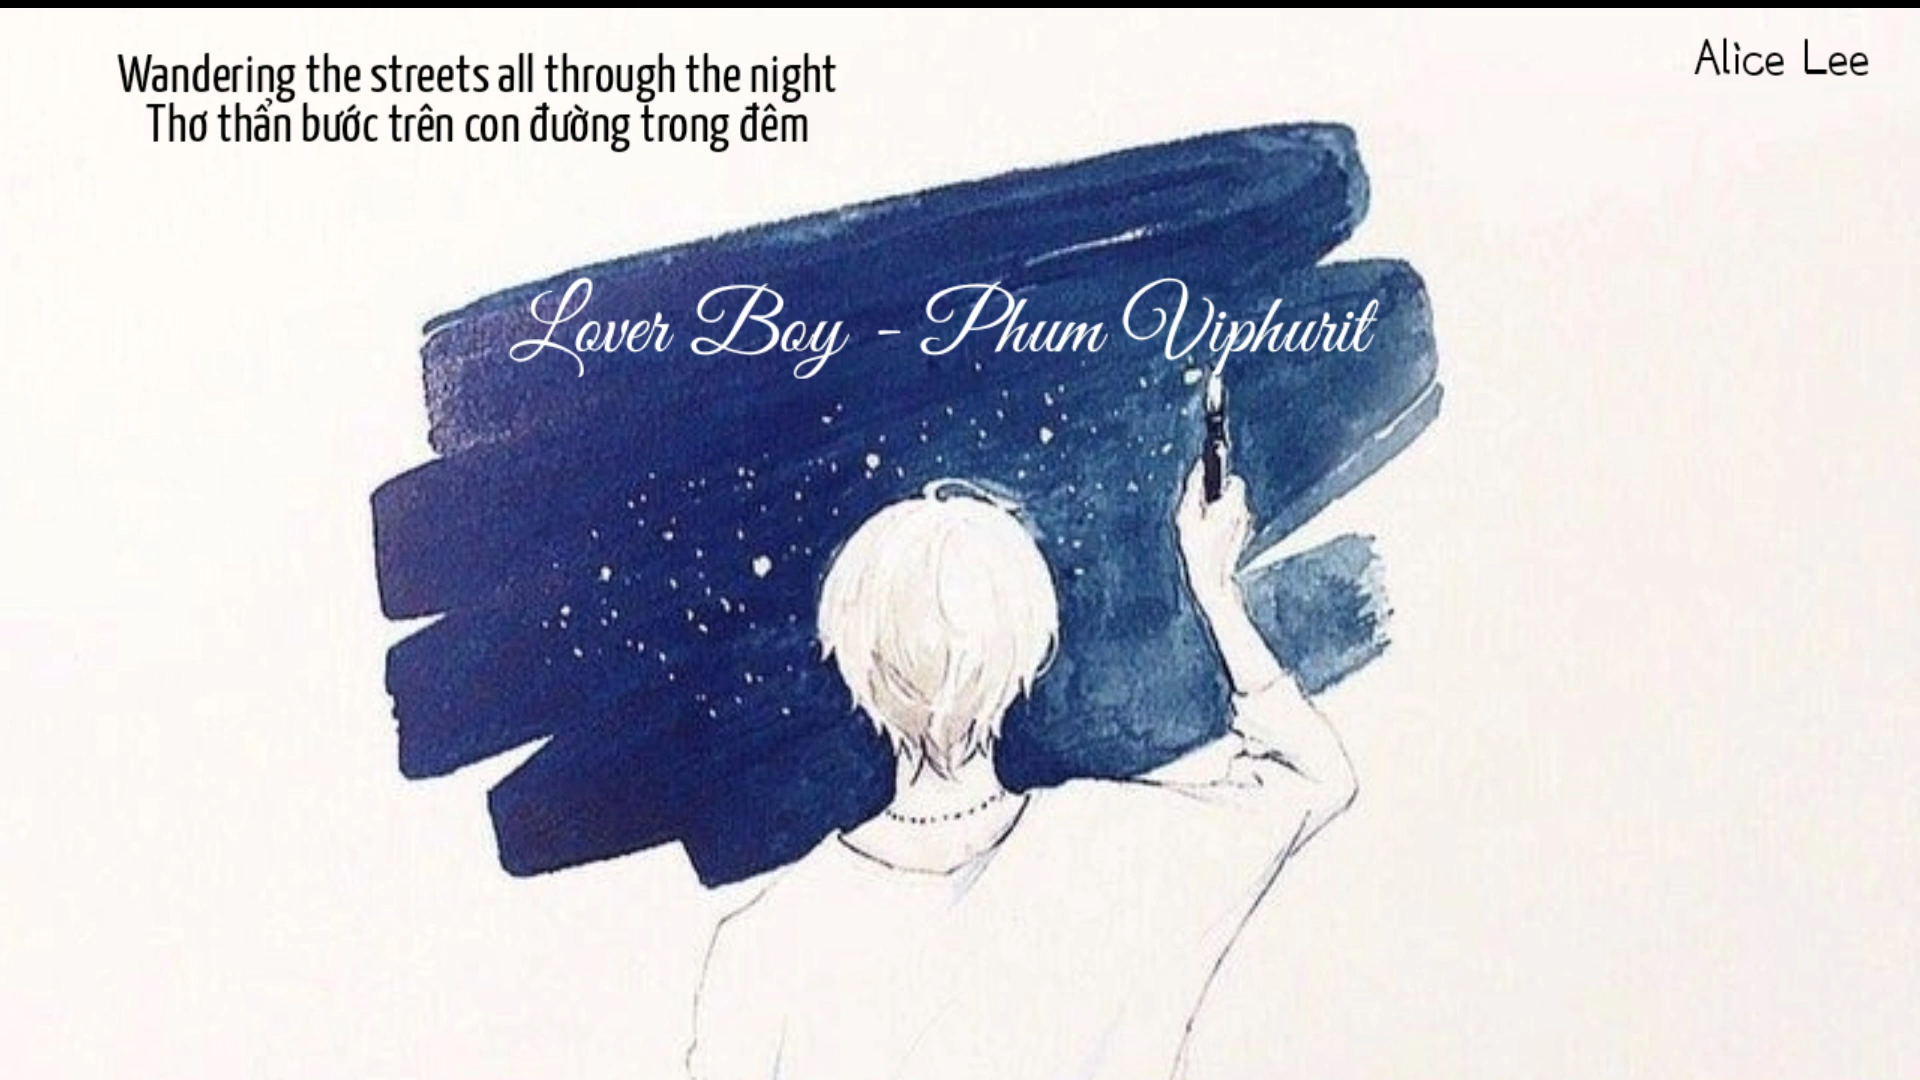 Wandering the streets all through the night
Thơ thẩn bước trên con đường trong đêm
Alice Lee
Lover Boy - Phum Viphurit